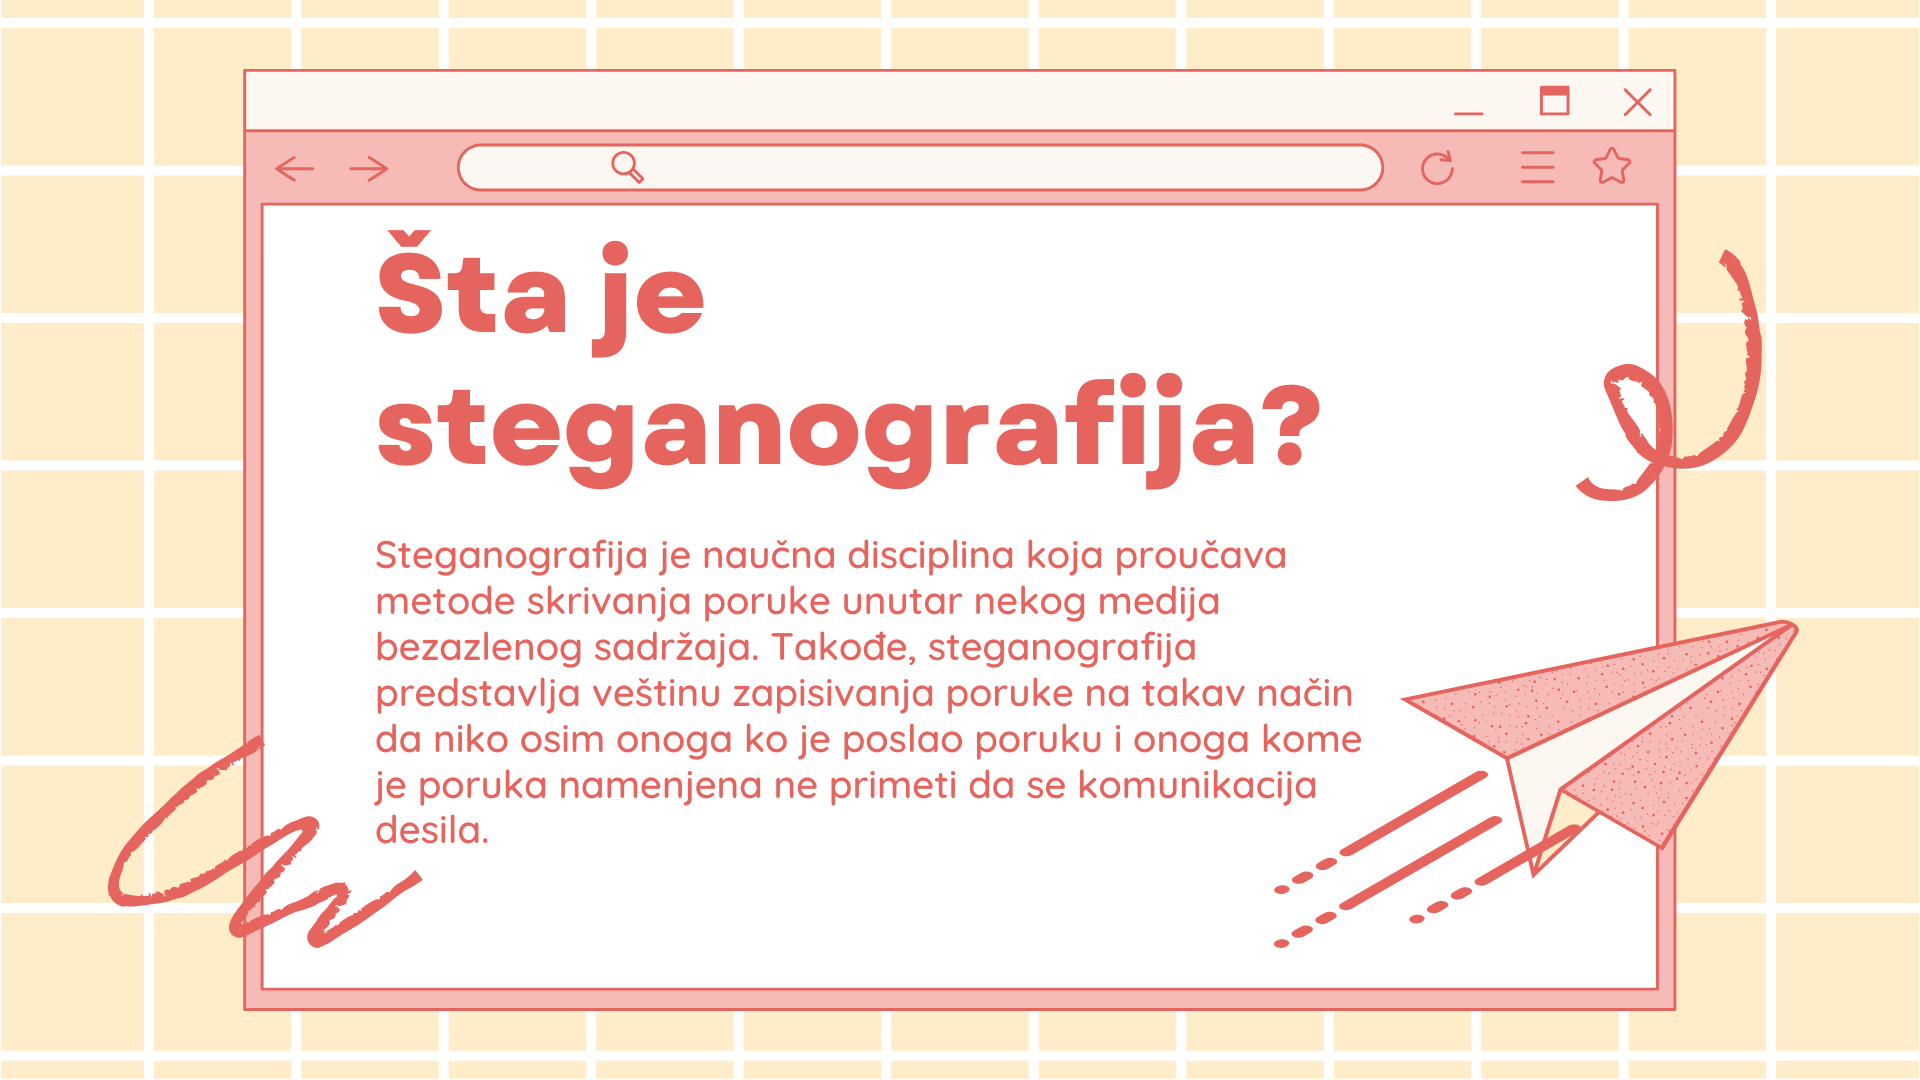 Šta je
steganografija?
Steganografija je naučna disciplina koja proučava
metode skrivanja poruke unutar nekog medija
bezazlenog sadržaja. Takođe, steganografija
predstavlja veštinu zapisivanja poruke na takav način
da niko osim onoga ko je poslao poruku i onoga kome
je poruka namenjena ne primeti da se komunikacija
desila.